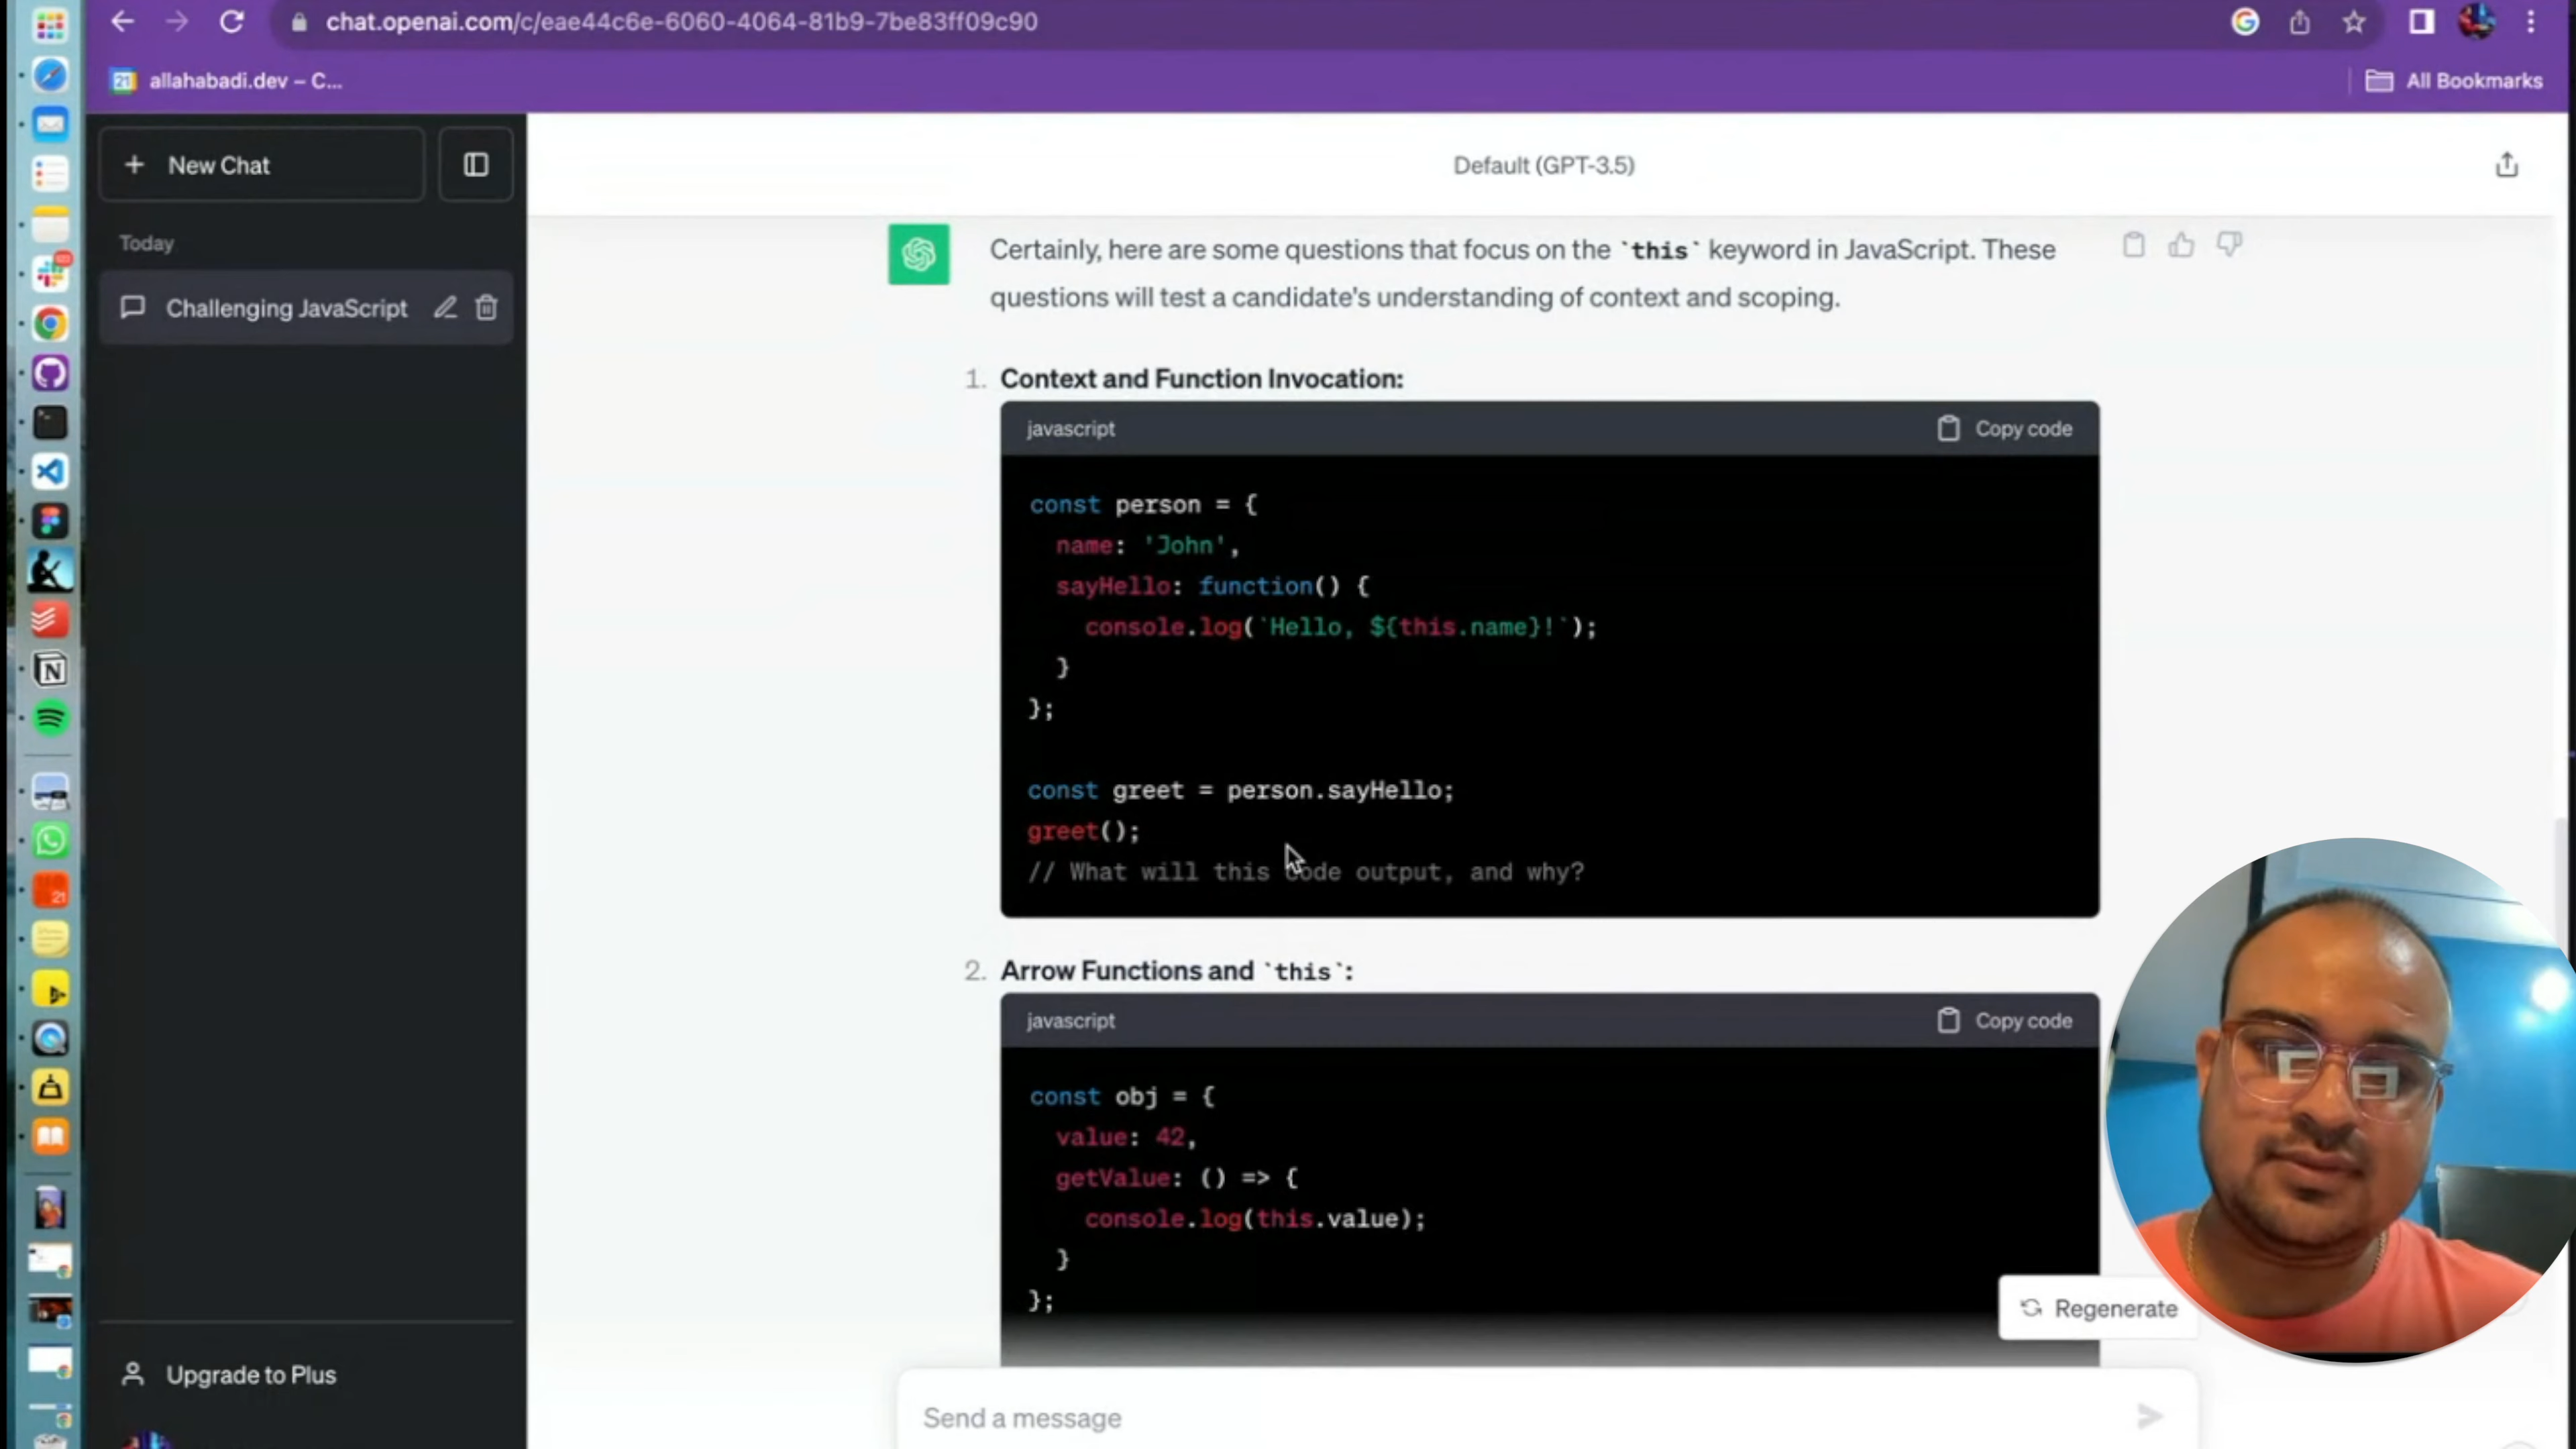 chat.openai.com/c/eae44c6e-6060-4064-81b9-7be83ff09c90
allahabadi.dev – C...
All Bookmarks
New Chat
Default (GPT-3.5)
Today
Challenging JavaScript
Certainly, here are some questions that focus on the `this` keyword in JavaScript. These
questions will test a candidate's understanding of context and scoping.
1. Context and Function Invocation:
javascript
Copy code
const person = {
name: 'John',
sayHello: function() {
console.log(`Hello, ${this.name}!`);
}
};
const greet = person.sayHello;
greet();
// What will this code output, and why?
2. Arrow Functions and `this`:
javascript
Copy code
const obj = {
value: 42,
getValue: () => {
console.log(this.value);
}
};
Regenerate
Upgrade to Plus
Send a message